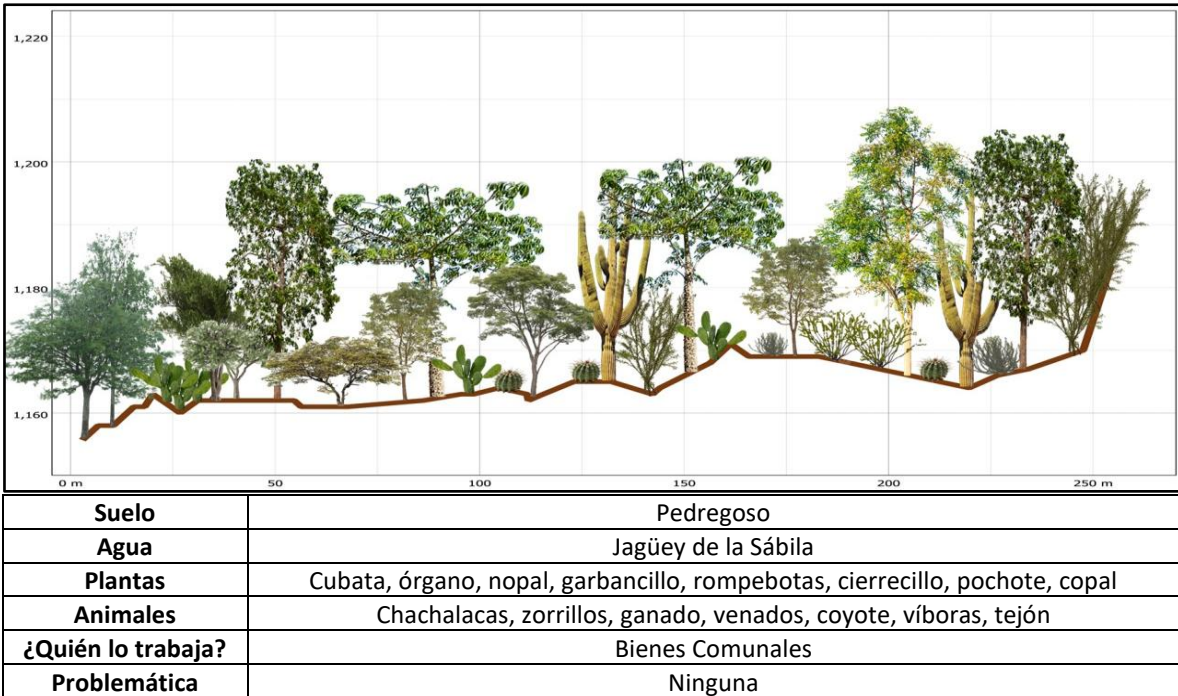 1,220
1,200
1,180
1,160
0 m 50 100 150 200 250 m
Suelo Pedregoso
Agua Jagüey de la Sábila
Plantas Cubata, órgano, nopal, garbancillo, rompebotas, cierrecillo, pochote, copal
Animales Chachalacas, zorrillos, ganado, venados, coyote, víboras, tejón
¿Quién lo trabaja? Bienes Comunales
Problemática Ninguna